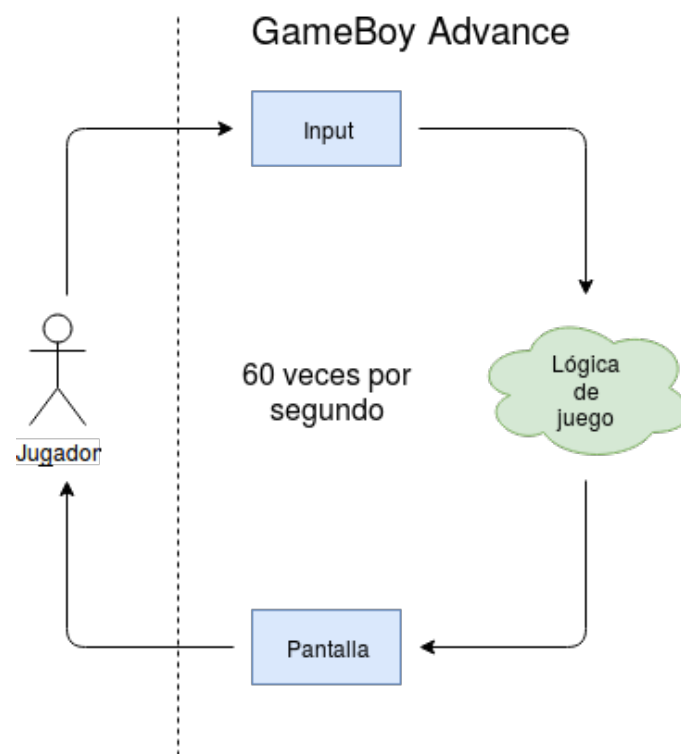 GameBoy Advance
Input
Lógica
de
juego
60 veces por
segundo
Jugador
Pantalla